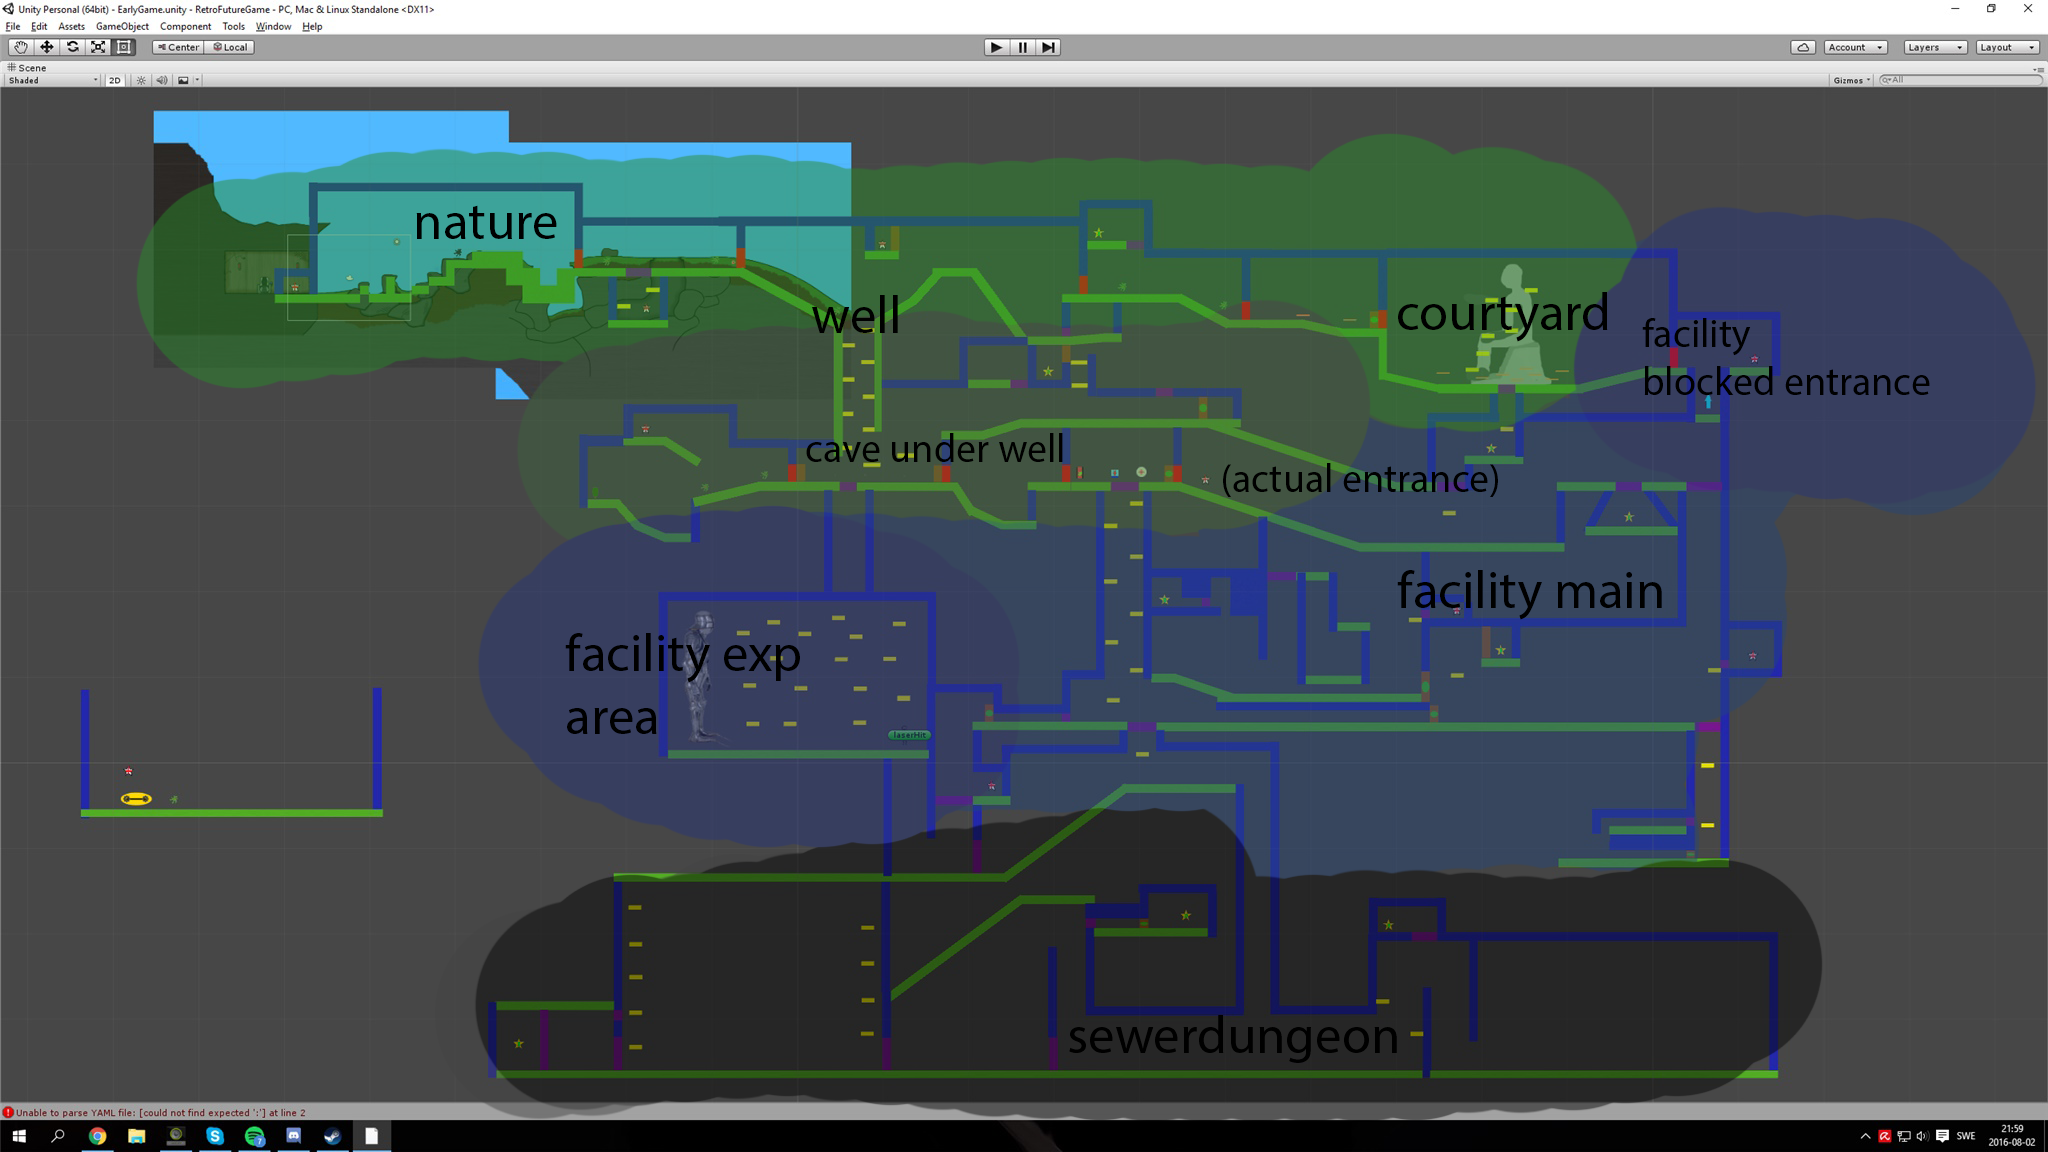 Unity Personal (64bit) - EarlyGame.unity - RetroFutureGame - PC, Mac & Linux Standalone <DX11>
File Edit Assets GameObject Component Tools Window Help
Center Local Account Layers Layout
Scene
Shaded 2D Gizmos All
nature
well
courtyard
facility
blocked entrance
cave under well
(actual entrance)
facility main
facility exp
area
laserHit
sewerdungeon
Unable to parse YAML file: [could not find expected ':'] at line 2
SWE
21:59
2016-08-02